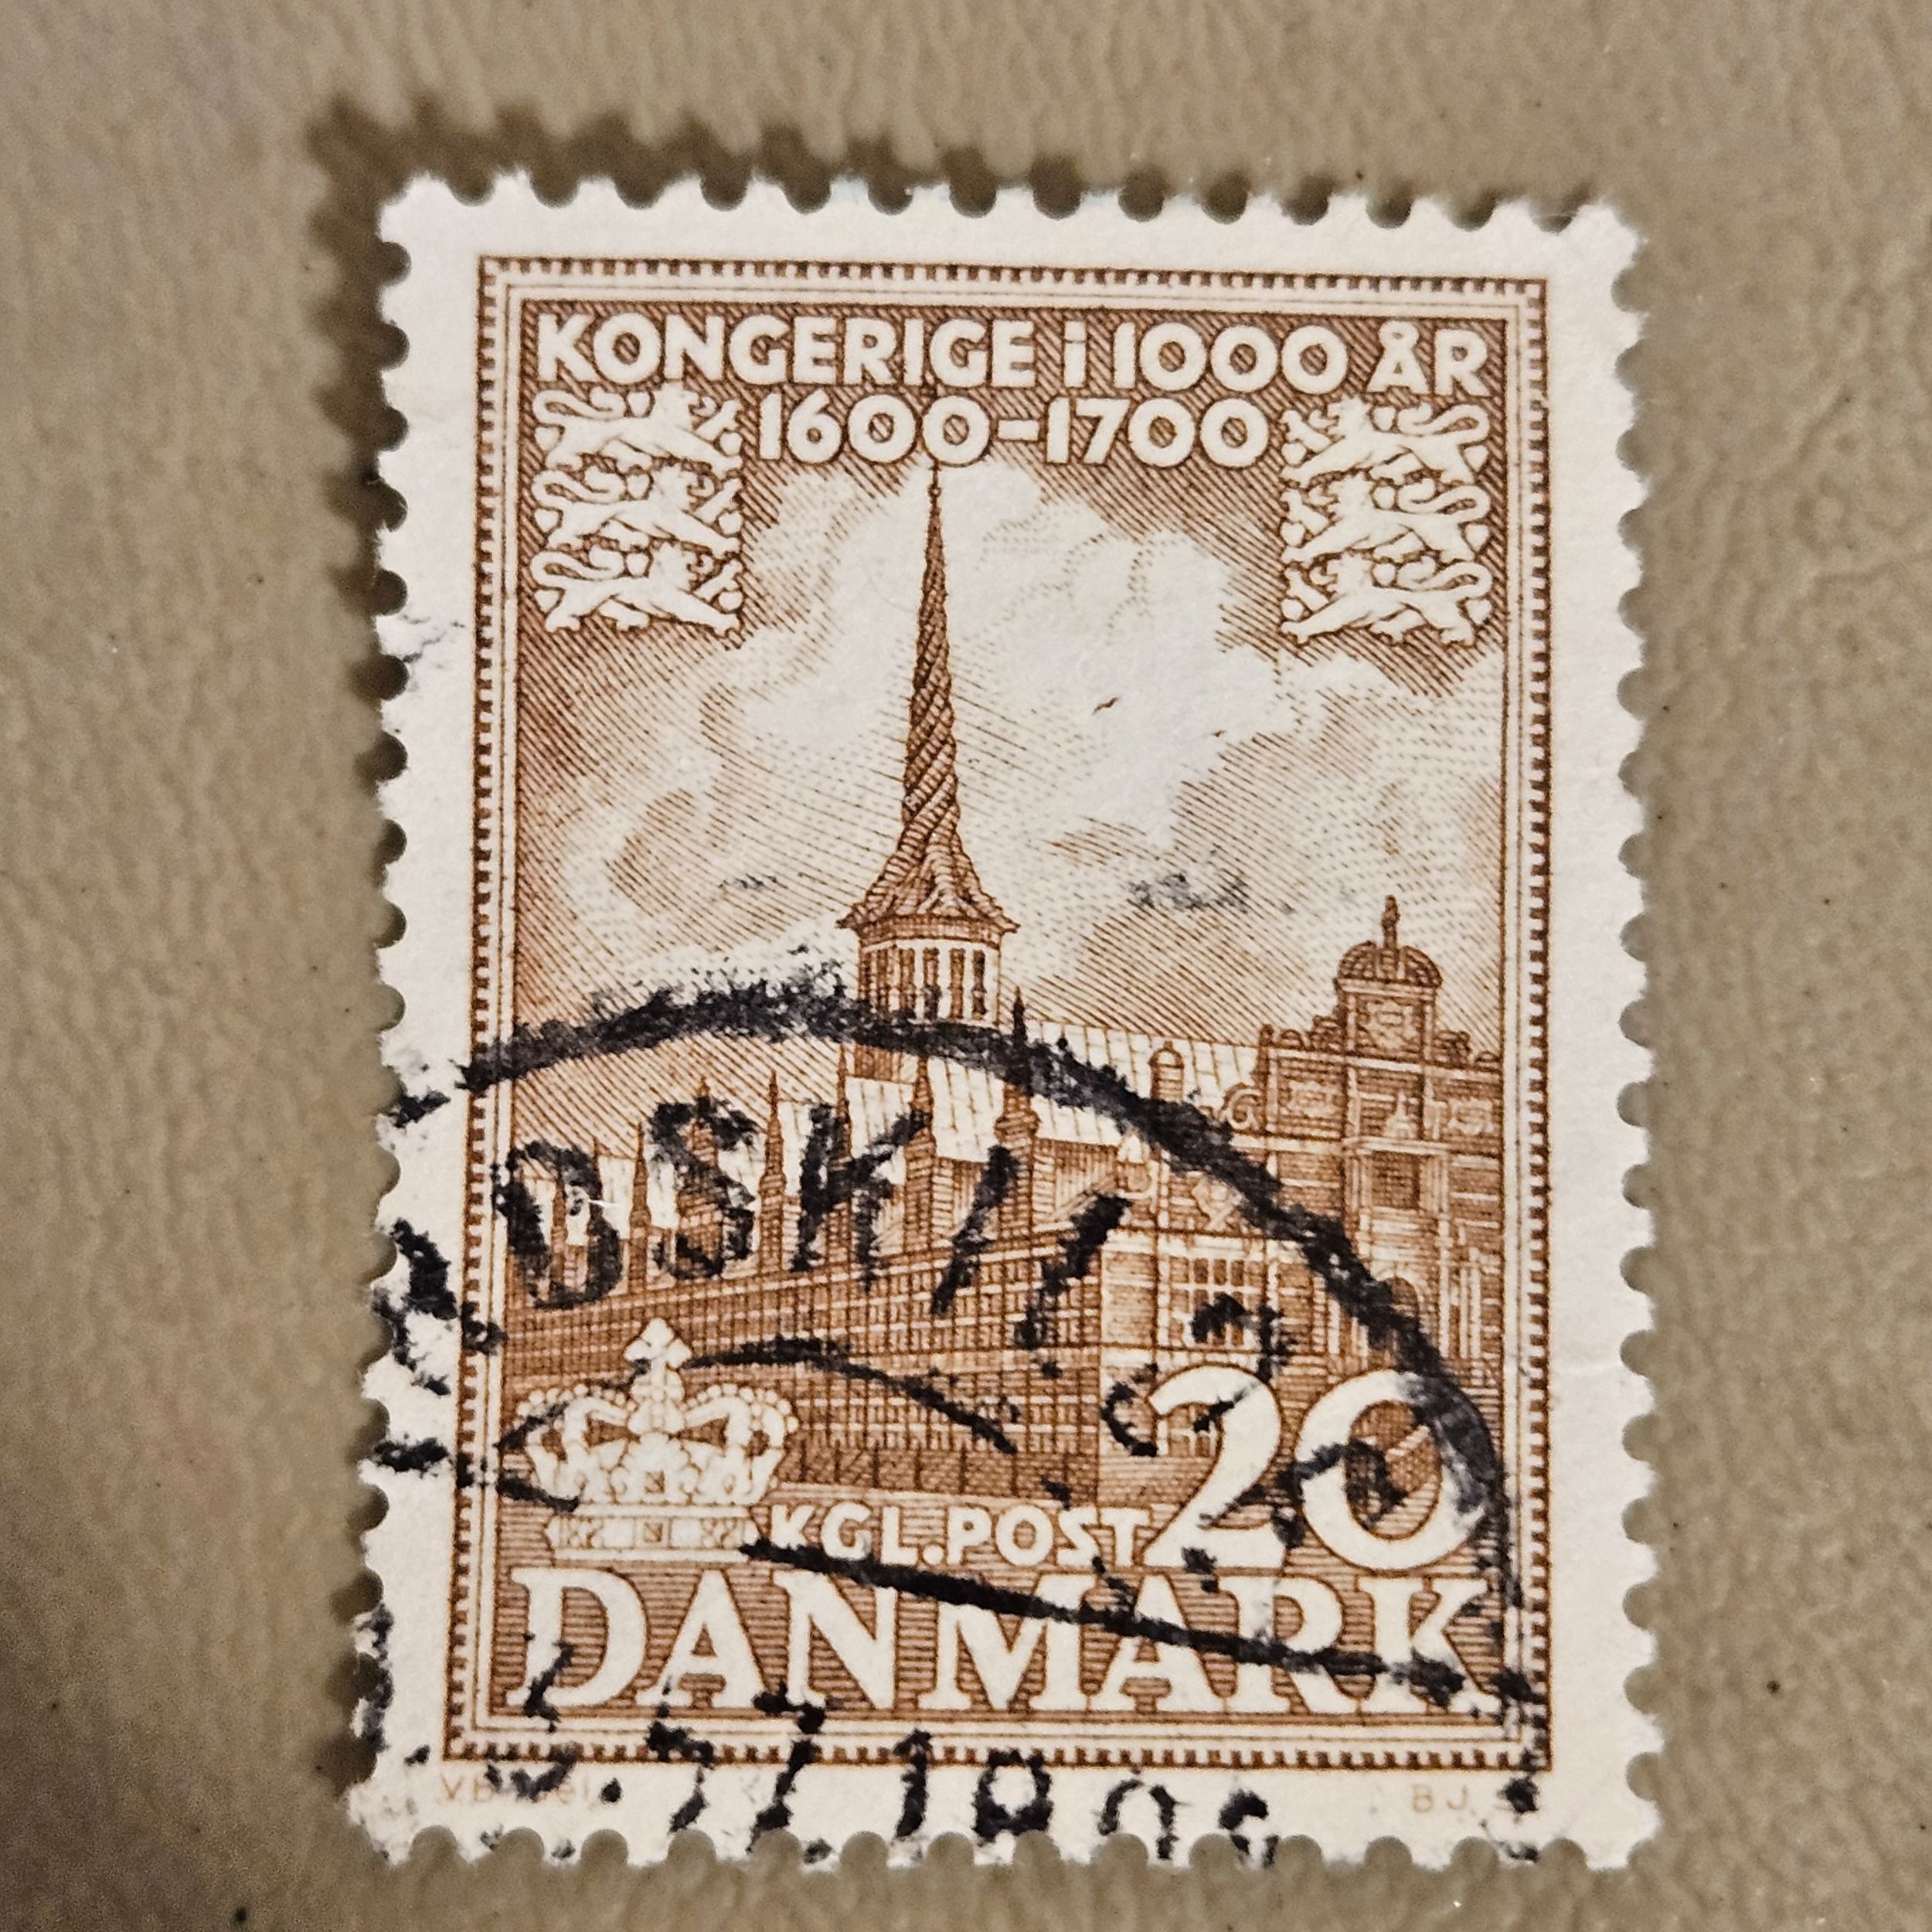 KONGERIGE i 1000 ÅR
1600-1700
KGL.POST 20
DANMARK
B J